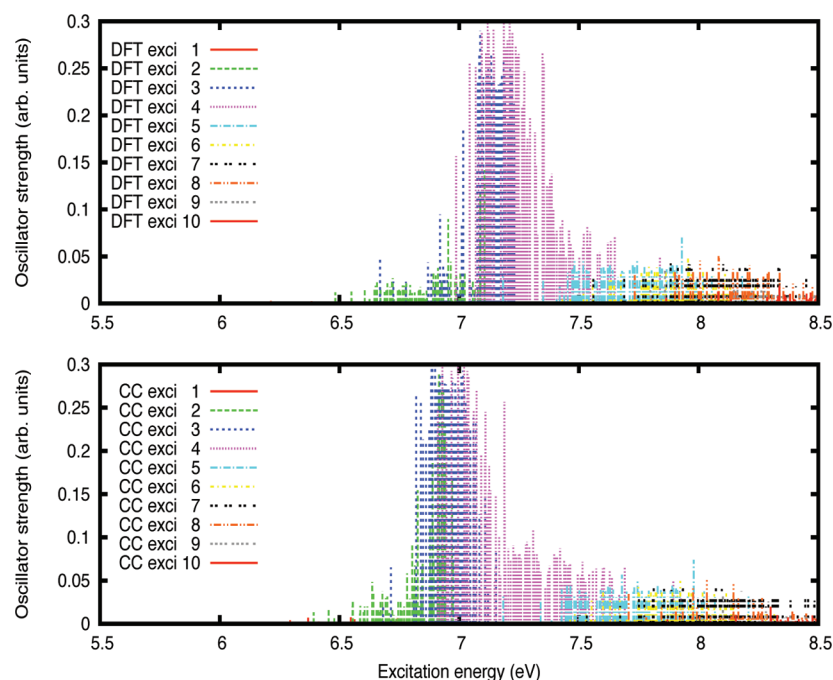 0.3
DFT exci 1
DFT exci 2
0.25
DFT exci 3
DFT exci 4
0.2
DFT exci 5
DFT exci 6
0.15
DFT exci 7
DFT exci 8
0.1
DFT exci 9
DFT exci 10
0.05
0
Oscillator strength (arb. units)
5.5 6 6.5 7 7.5 8 8.5
0.3
CC exci 1
CC exci 2
0.25
CC exci 3
CC exci 4
0.2
CC exci 5
CC exci 6
0.15
CC exci 7
CC exci 8
0.1
CC exci 9
CC exci 10
0.05
0
Oscillator strength (arb. units)
5.5 6 6.5 7 7.5 8 8.5
Excitation energy (eV)